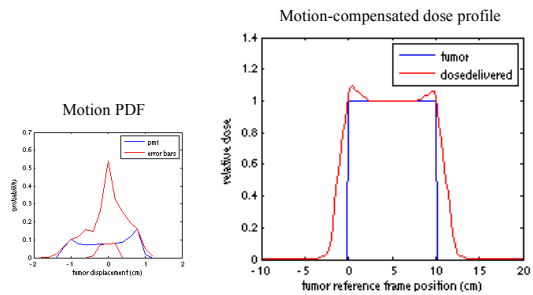 Motion-compensated dose profile
Motion PDF
0.7
0.6
0.5
0.4
0.3
0.2
0.1
0
probability
pmf
error bars
-2
-1
0
1
2
tumor displacement (cm)
1.4
1.2
1
0.8
0.6
0.4
0.2
0
relative dose
tumor
dosedelivered
-10
-5
0
5
10
15
20
tumor reference frame position (cm)